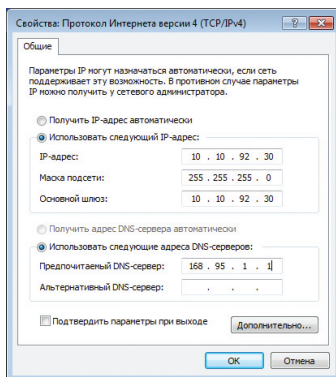 Свойства: Протокол Интернета версии 4 (TCP/IPv4)
Общие
Параметры IP могут назначаться автоматически, если сеть
поддерживает эту возможность. В противном случае параметры
IP можно получить у сетевого администратора.
Получить IP-адрес автоматически
Использовать следующий IP-адрес:
IP-адрес: 10 . 10 . 92 . 30
Маска подсети: 255 . 255 . 255 . 0
Основной шлюз: 10 . 10 . 92 . 30
Получить адрес DNS-сервера автоматически
Использовать следующие адреса DNS-серверов:
Предпочитаемый DNS-сервер: 168 . 95 . 1 . 1
Альтернативный DNS-сервер: . . .
Подтвердить параметры при выходе
Дополнительно...
ОК Отмена